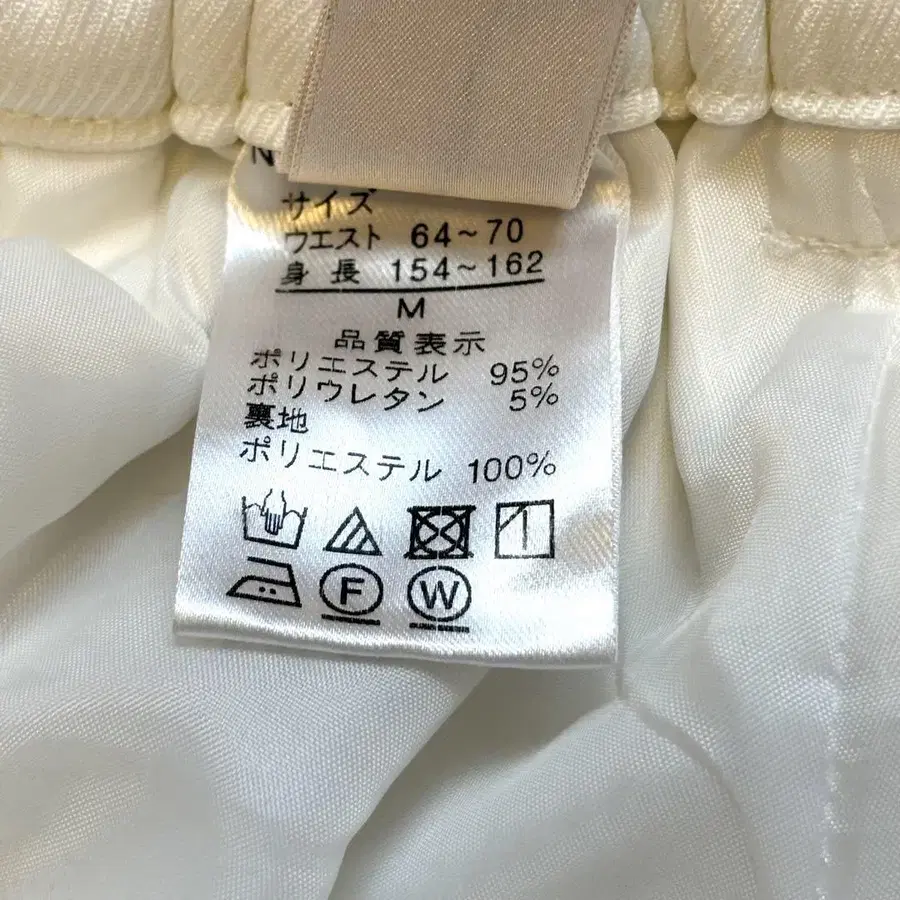 サイズ
ウエスト 64~70
身長 154~162
M
品質表示
ポリエステル 95%
ポリウレタン 5%
裏地
ポリエステル 100%
F W